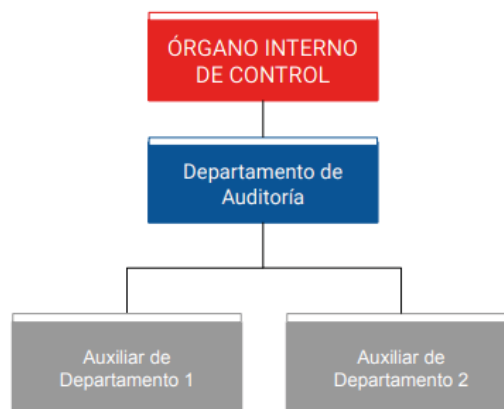 ÓRGANO INTERNO
DE CONTROL
Departamento de
Auditoría
Auxiliar de
Departamento 1
Auxiliar de
Departamento 2